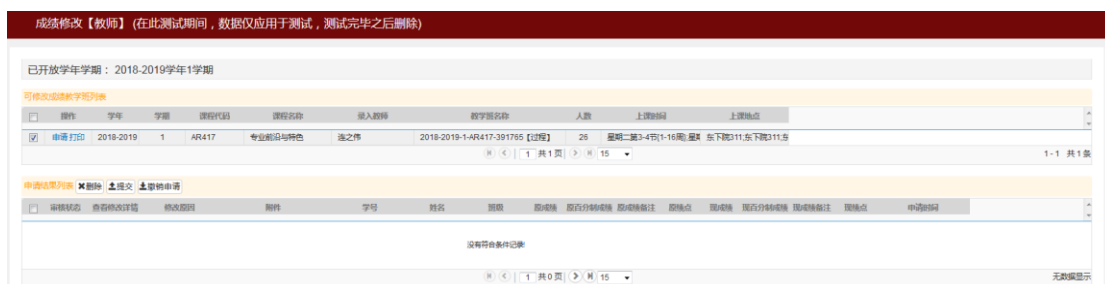 成绩修改【教师】 (在此测试期间，数据仅应用于测试，测试完毕之后删除)
已开放学年学期： 2018-2019学年1学期
可修改成绩教学班列表
操作 学年 学期 课程代码 课程名称 录入教师 教学班名称 人数 上课时间 上课地点
申请 打印 2018-2019 1 AR417 专业前沿与特色 连之伟 2018-2019-1-AR417-391765【过程】 26 星期二第3-4节{1-16周};星期 东下院311;东下院311;东
1 共1页 15 1-1 共1条
申请结果列表 删除 提交 撤销申请
审核状态 查看修改详情 修改原因 附件 学号 姓名 班级 原成绩 原百分制成绩 原成绩备注 原绩点 现成绩 现百分制成绩 现成绩备注 现绩点 申请时间
没有符合条件记录!
1 共0页 15 无数据显示